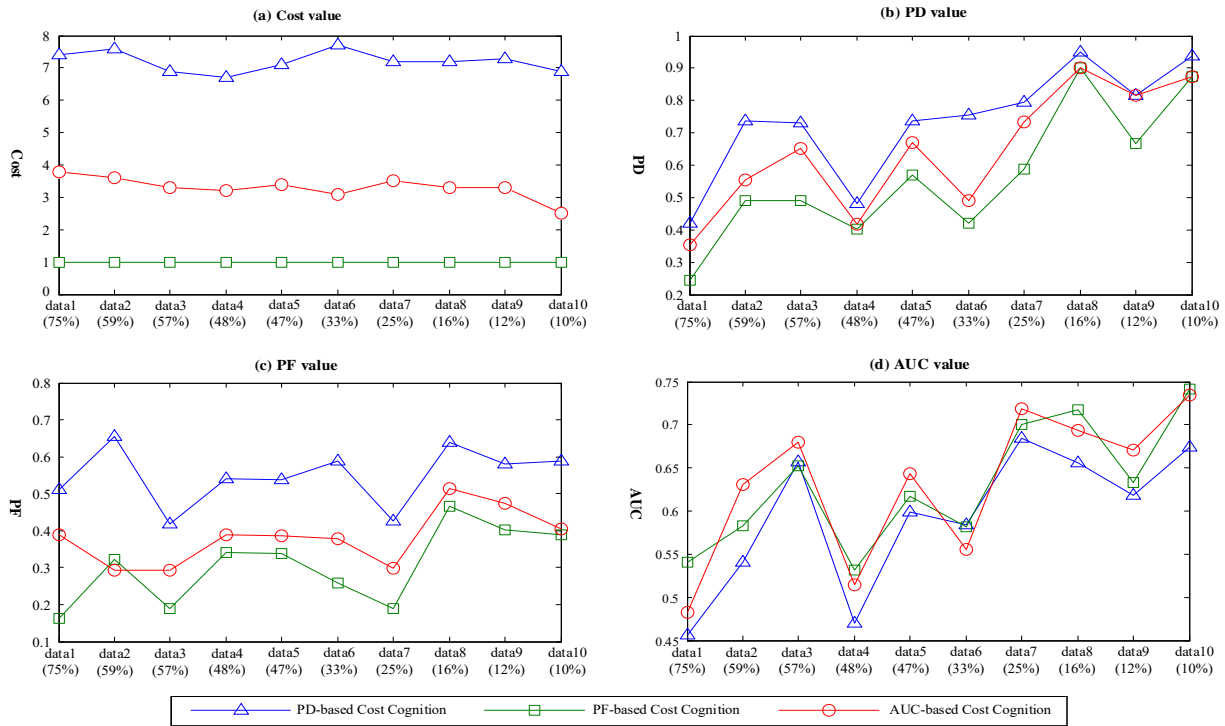 (a) Cost value
8
7
6
5
4
3
2
1
0
Cost
data1 data2 data3 data4 data5 data6 data7 data8 data9 data10
(75%) (59%) (57%) (48%) (47%) (33%) (25%) (16%) (12%) (10%)
(b) PD value
1
0.9
0.8
0.7
0.6
0.5
0.4
0.3
0.2
PD
data1 data2 data3 data4 data5 data6 data7 data8 data9 data10
(75%) (59%) (57%) (48%) (47%) (33%) (25%) (16%) (12%) (10%)
(c) PF value
0.8
0.7
0.6
0.5
0.4
0.3
0.2
0.1
PF
data1 data2 data3 data4 data5 data6 data7 data8 data9 data10
(75%) (59%) (57%) (48%) (47%) (33%) (25%) (16%) (12%) (10%)
(d) AUC value
0.75
0.7
0.65
0.6
0.55
0.5
0.45
AUC
data1 data2 data3 data4 data5 data6 data7 data8 data9 data10
(75%) (59%) (57%) (48%) (47%) (33%) (25%) (16%) (12%) (10%)
PD-based Cost Cognition PF-based Cost Cognition AUC-based Cost Cognition